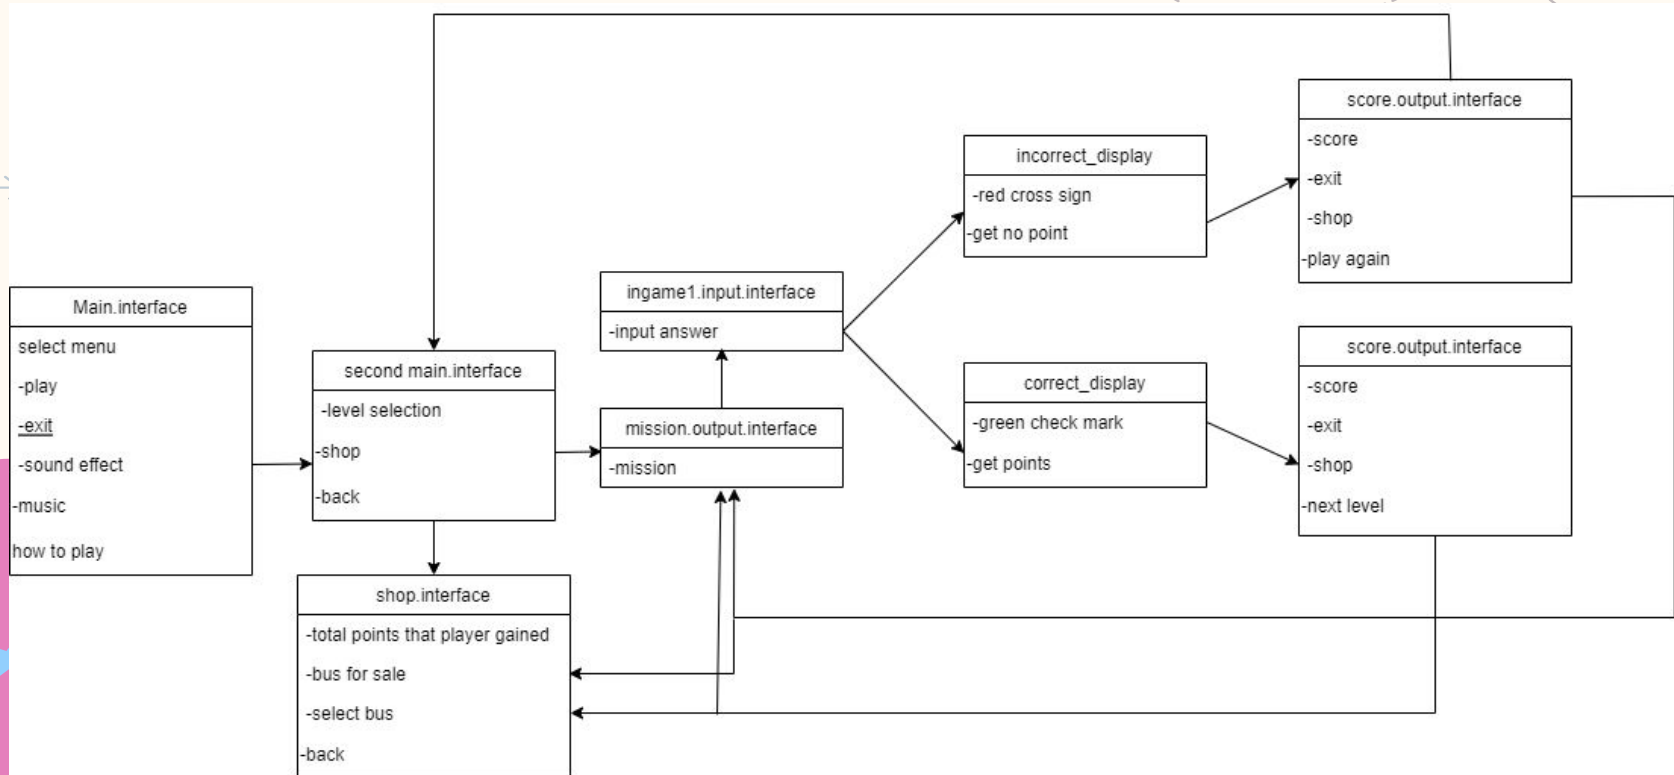 Main.interface
select menu
-play
-exit
-sound effect
-music
how to play
second main.interface
-level selection
-shop
-back
shop.interface
-total points that player gained
-bus for sale
-select bus
-back
ingame1.input.interface
-input answer
mission.output.interface
-mission
incorrect_display
-red cross sign
-get no point
correct_display
-green check mark
-get points
score.output.interface
-score
-exit
-shop
-play again
score.output.interface
-score
-exit
-shop
-next level